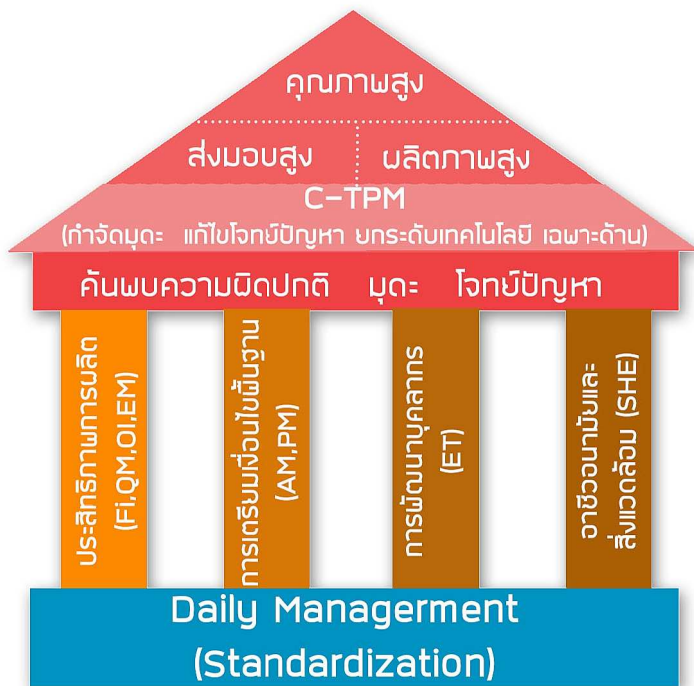 คุณภาพสูง
ส่งมอบสูง
ผลิตภาพสูง
C-TPM
(กำจัดมุดะ แก้ไขโจทย์ปัญหา ยกระดับเทคโนโลยี เฉพาะด้าน)
ค้นพบความผิดปกติ มุดะ โจทย์ปัญหา
ประสิทธิภาพการผลิต
(Fi,QM,OI,EM)
การเตรียมเงื่อนไขพื้นฐาน
(AM,PM)
การพัฒนาบุคลากร
(ET)
อาชีวอนามัยและ
สิ่งแวดล้อม (SHE)
Daily Managerment
(Standardization)